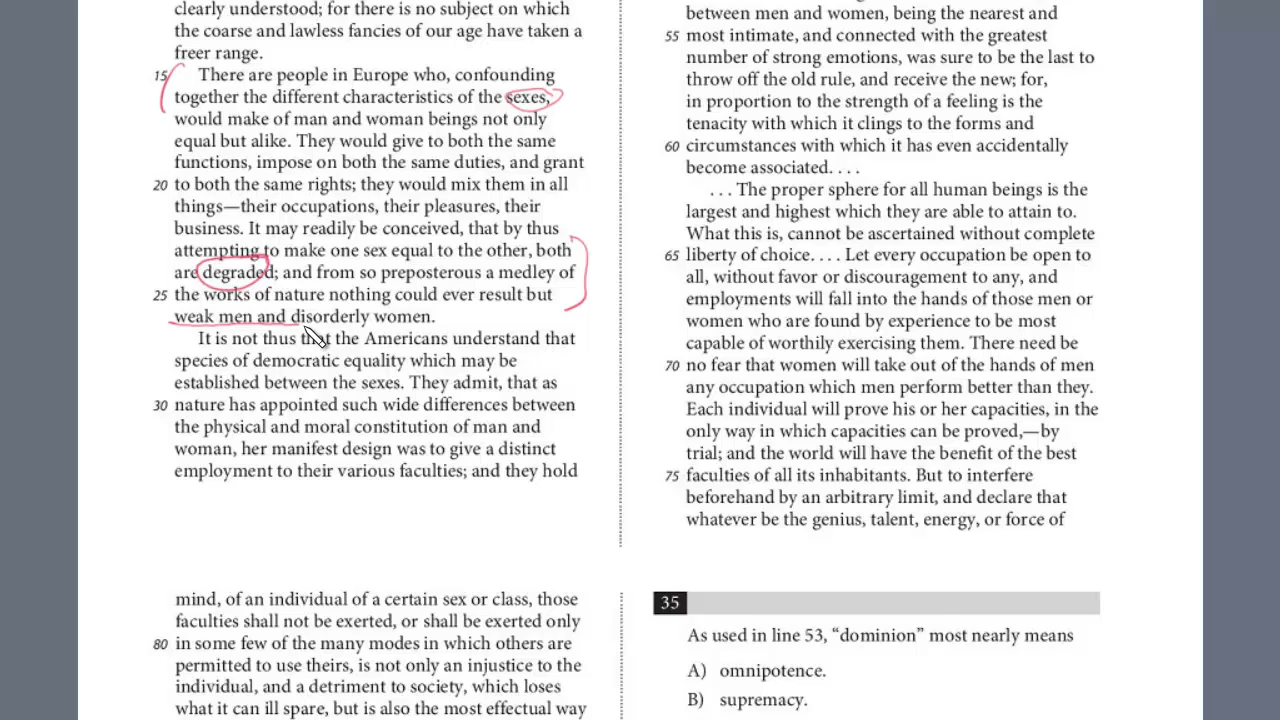 clearly understood; for there is no subject on which
the coarse and lawless fancies of our age have taken a
freer range.
15 There are people in Europe who, confounding
together the different characteristics of the sexes,
would make of man and woman beings not only
equal but alike. They would give to both the same
functions, impose on both the same duties, and grant
20 to both the same rights; they would mix them in all
things—their occupations, their pleasures, their
business. It may readily be conceived, that by thus
attempting to make one sex equal to the other, both
are degraded; and from so preposterous a medley of
25 the works of nature nothing could ever result but
weak men and disorderly women.
It is not thus that the Americans understand that
species of democratic equality which may be
established between the sexes. They admit, that as
30 nature has appointed such wide differences between
the physical and moral constitution of man and
woman, her manifest design was to give a distinct
employment to their various faculties; and they hold
between men and women, being the nearest and
55 most intimate, and connected with the greatest
number of strong emotions, was sure to be the last to
throw off the old rule, and receive the new; for,
in proportion to the strength of a feeling is the
tenacity with which it clings to the forms and
60 circumstances with which it has even accidentally
become associated. . . .
. . . The proper sphere for all human beings is the
largest and highest which they are able to attain to.
What this is, cannot be ascertained without complete
65 liberty of choice. . . . Let every occupation be open to
all, without favor or discouragement to any, and
employments will fall into the hands of those men or
women who are found by experience to be most
capable of worthily exercising them. There need be
70 no fear that women will take out of the hands of men
any occupation which men perform better than they.
Each individual will prove his or her capacities, in the
only way in which capacities can be proved,—by
trial; and the world will have the benefit of the best
75 faculties of all its inhabitants. But to interfere
beforehand by an arbitrary limit, and declare that
whatever be the genius, talent, energy, or force of
mind, of an individual of a certain sex or class, those
faculties shall not be exerted, or shall be exerted only
80 in some few of the many modes in which others are
permitted to use theirs, is not only an injustice to the
individual, and a detriment to society, which loses
what it can ill spare, but is also the most effectual way
35
As used in line 53, “dominion” most nearly means
A) omnipotence.
B) supremacy.